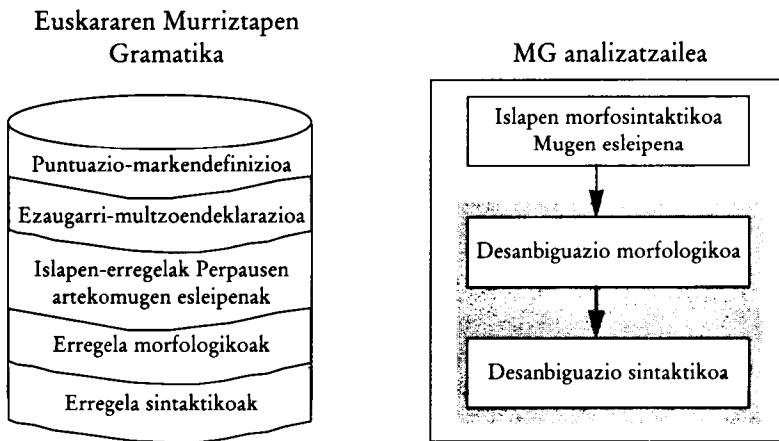 Euskararen Murriztapen
Gramatika
Puntuazio-markendefinizioa
Ezaugarri-multzoendeklarazioa
Islapen-erregelak Perpausen
artekomugen esleipenak
Erregela morfologikoak
Erregela sintaktikoak
MG analizatzailea
Islapen morfosintaktikoa
Mugen esleipena
Desanbiguazio morfologikoa
Desanbiguazio sintaktikoa